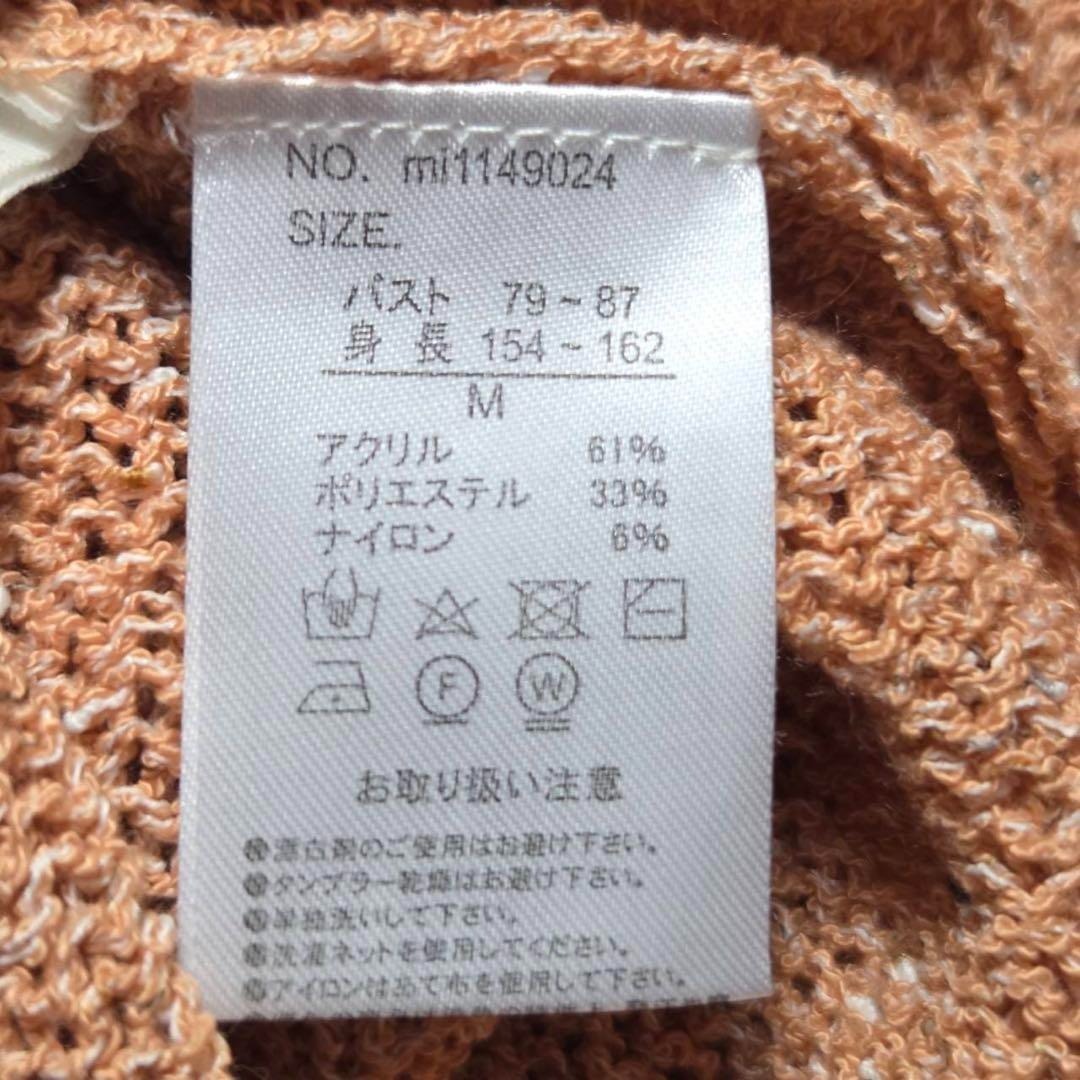 NO. mi1149024
SIZE.
バスト 79~87
身長 154~162
M
アクリル 61%
ポリエステル 33%
ナイロン 6%
F W
お取り扱い注意
漂白剤のご使用はお避け下さい。
タンブラー乾燥はお避け下さい。
単独洗いして下さい。
洗濯ネットを使用してください。
アイロンはあて布を使用して下さい